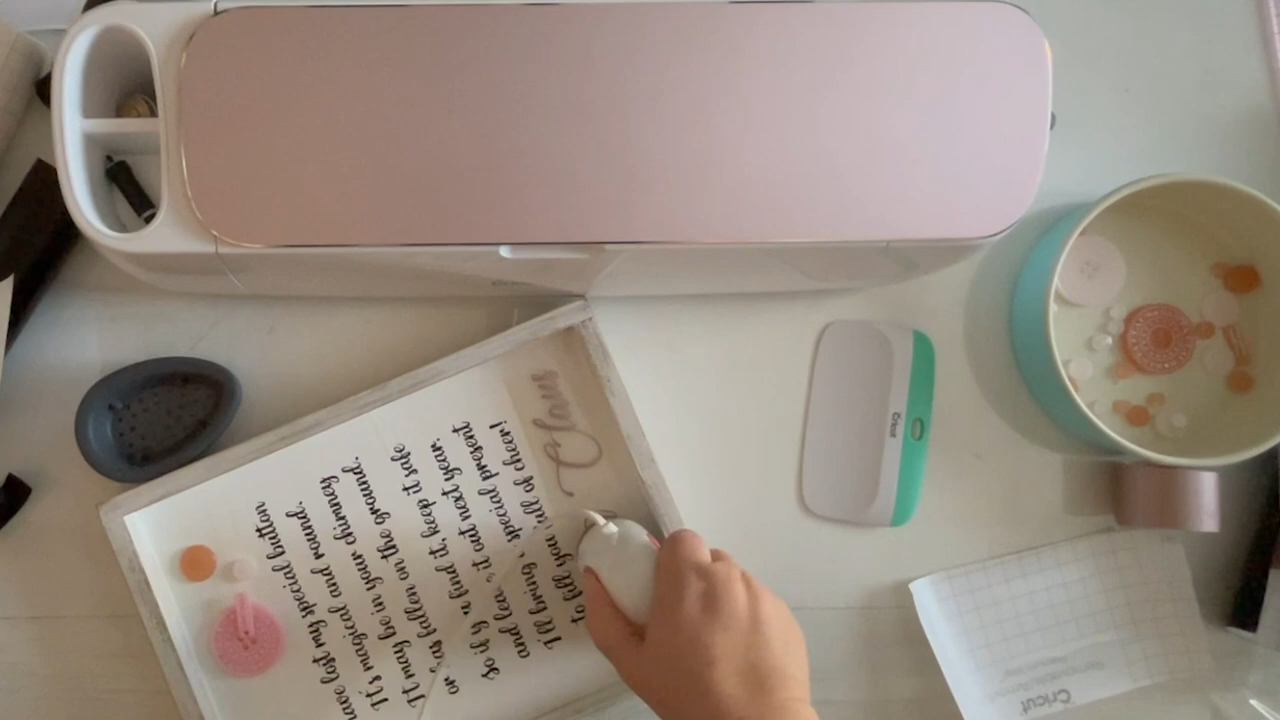 have lost my special button
It's magical and round.
It may be in your chimney
or has fallen on the ground.
So if you find it, keep it safe
and leave it out next year.
I'll bring a special present
to fill you full of cheer!
Claus
Cricut
Cricut